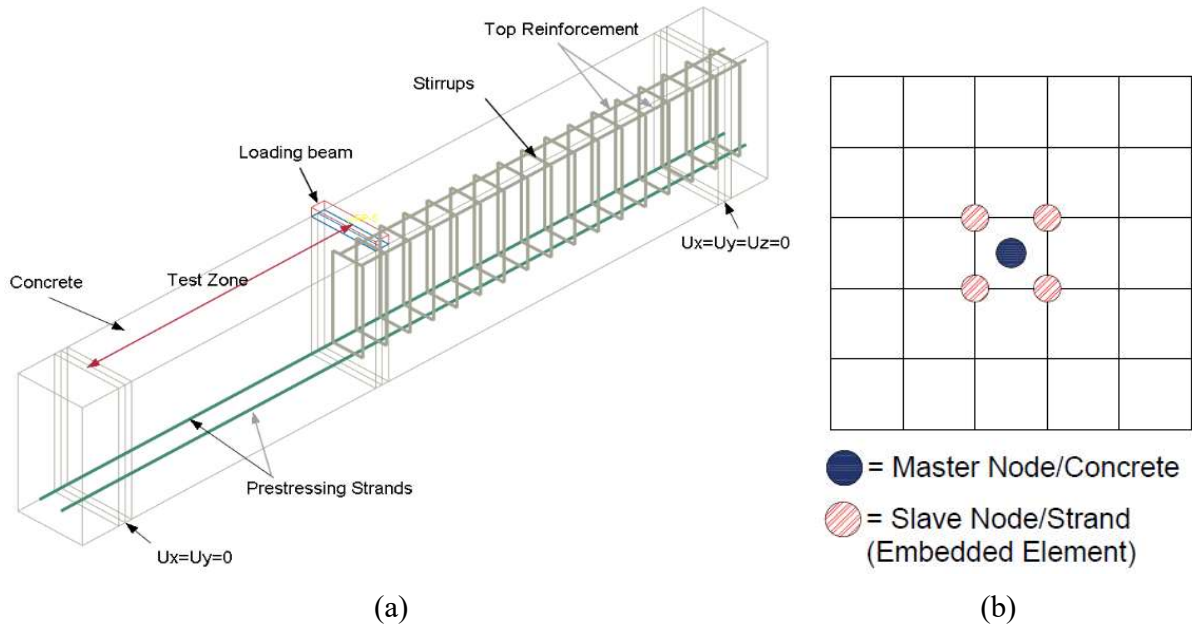 Top Reinforcement
Stirrups
Loading beam
Test Zone
Concrete
Ux=Uy=Uz=0
Prestressing Strands
Ux=Uy=0
(a)
= Master Node/Concrete
= Slave Node/Strand
(Embedded Element)
(b)